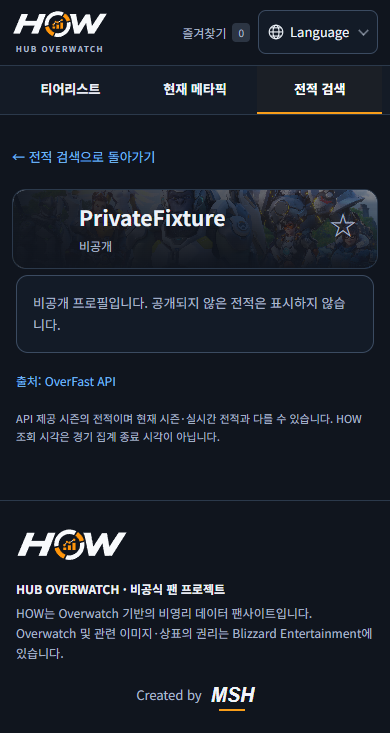 HOW
HUB OVERWATCH
즐겨찾기 0
Language
티어리스트 현재 메타픽 전적 검색
← 전적 검색으로 돌아가기
PrivateFixture
비공개
비공개 프로필입니다. 공개되지 않은 전적은 표시하지 않습
니다.
출처: OverFast API
API 제공 시즌의 전적이며 현재 시즌·실시간 전적과 다를 수 있습니다. HOW
조회 시각은 경기 집계 종료 시각이 아닙니다.
HOW
HUB OVERWATCH · 비공식 팬 프로젝트
HOW는 Overwatch 기반의 비영리 데이터 팬사이트입니다.
Overwatch 및 관련 이미지·상표의 권리는 Blizzard Entertainment에
있습니다.
Created by MSH